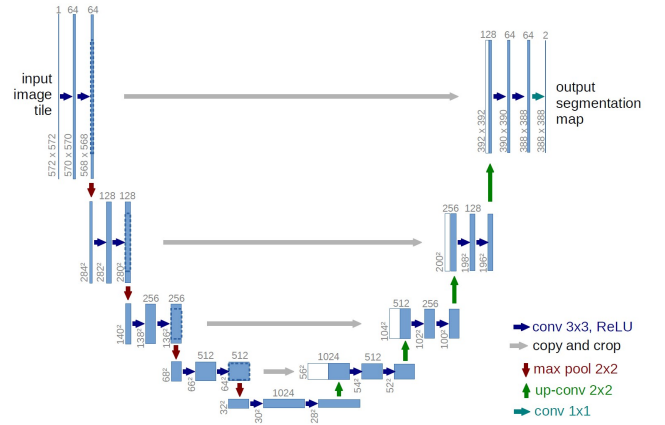 1 64 64
128 64 64 2
input
image
tile
output
segmentation
map
572 x 572
570 x 570
568 x 568
392 x 392
390 x 390
388 x 388
388 x 388
128 128
256 128
284²
282²
280²
200²
198²
196²
256 256
512 256
140²
138²
136²
104²
102²
100²
conv 3x3, ReLU
copy and crop
max pool 2x2
up-conv 2x2
conv 1x1
512 512
1024 512
68²
66²
64²
56²
54²
52²
1024
32²
30²
28²